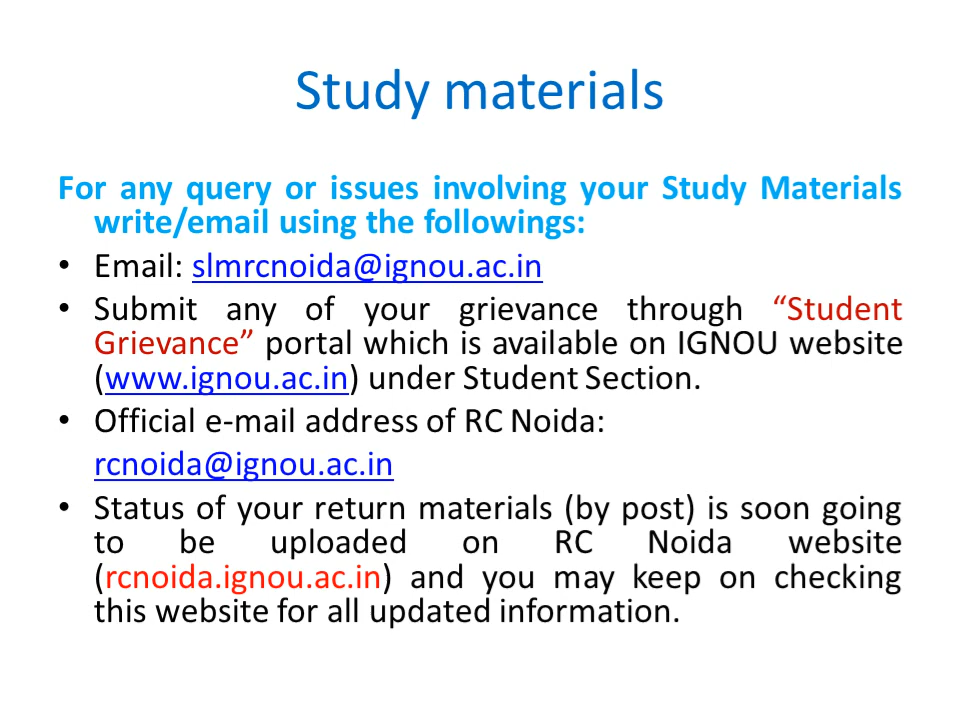 Study materials
For any query or issues involving your Study Materials
write/email using the followings:
• Email: slmrcnoida@ignou.ac.in
• Submit any of your grievance through “Student
Grievance” portal which is available on IGNOU website
(www.ignou.ac.in) under Student Section.
• Official e-mail address of RC Noida:
rcnoida@ignou.ac.in
• Status of your return materials (by post) is soon going
to be uploaded on RC Noida website
(rcnoida.ignou.ac.in) and you may keep on checking
this website for all updated information.